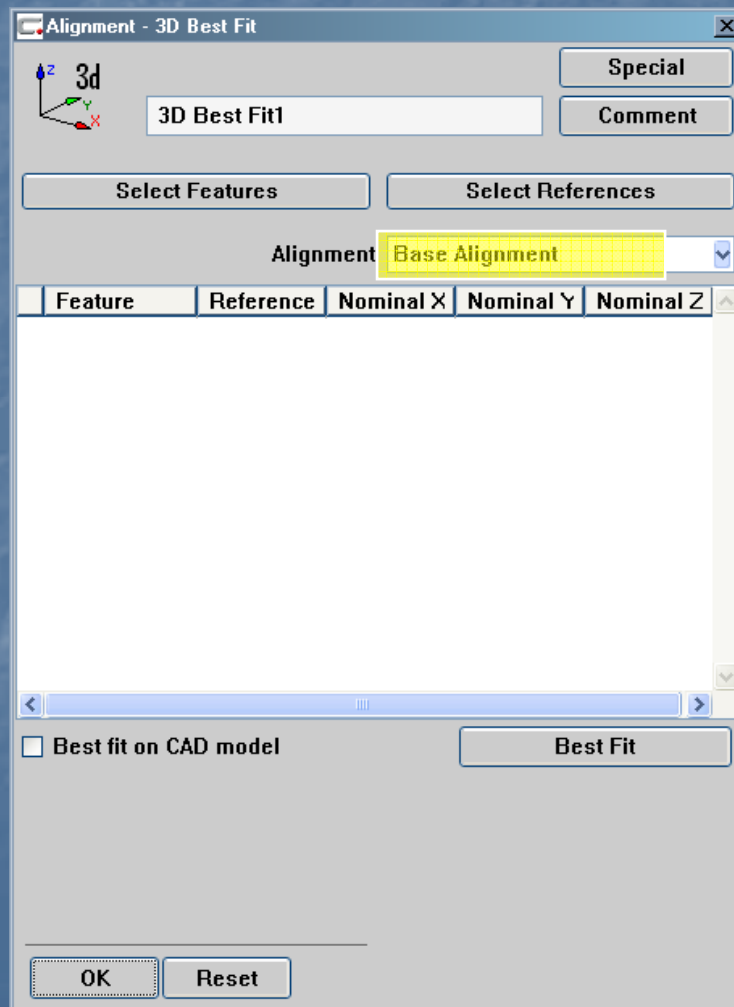 Alignment - 3D Best Fit
Z 3d
Y
X
3D Best Fit1
Special
Comment
Select Features Select References
Alignment Base Alignment
Feature Reference Nominal X Nominal Y Nominal Z
Best fit on CAD model Best Fit
OK Reset